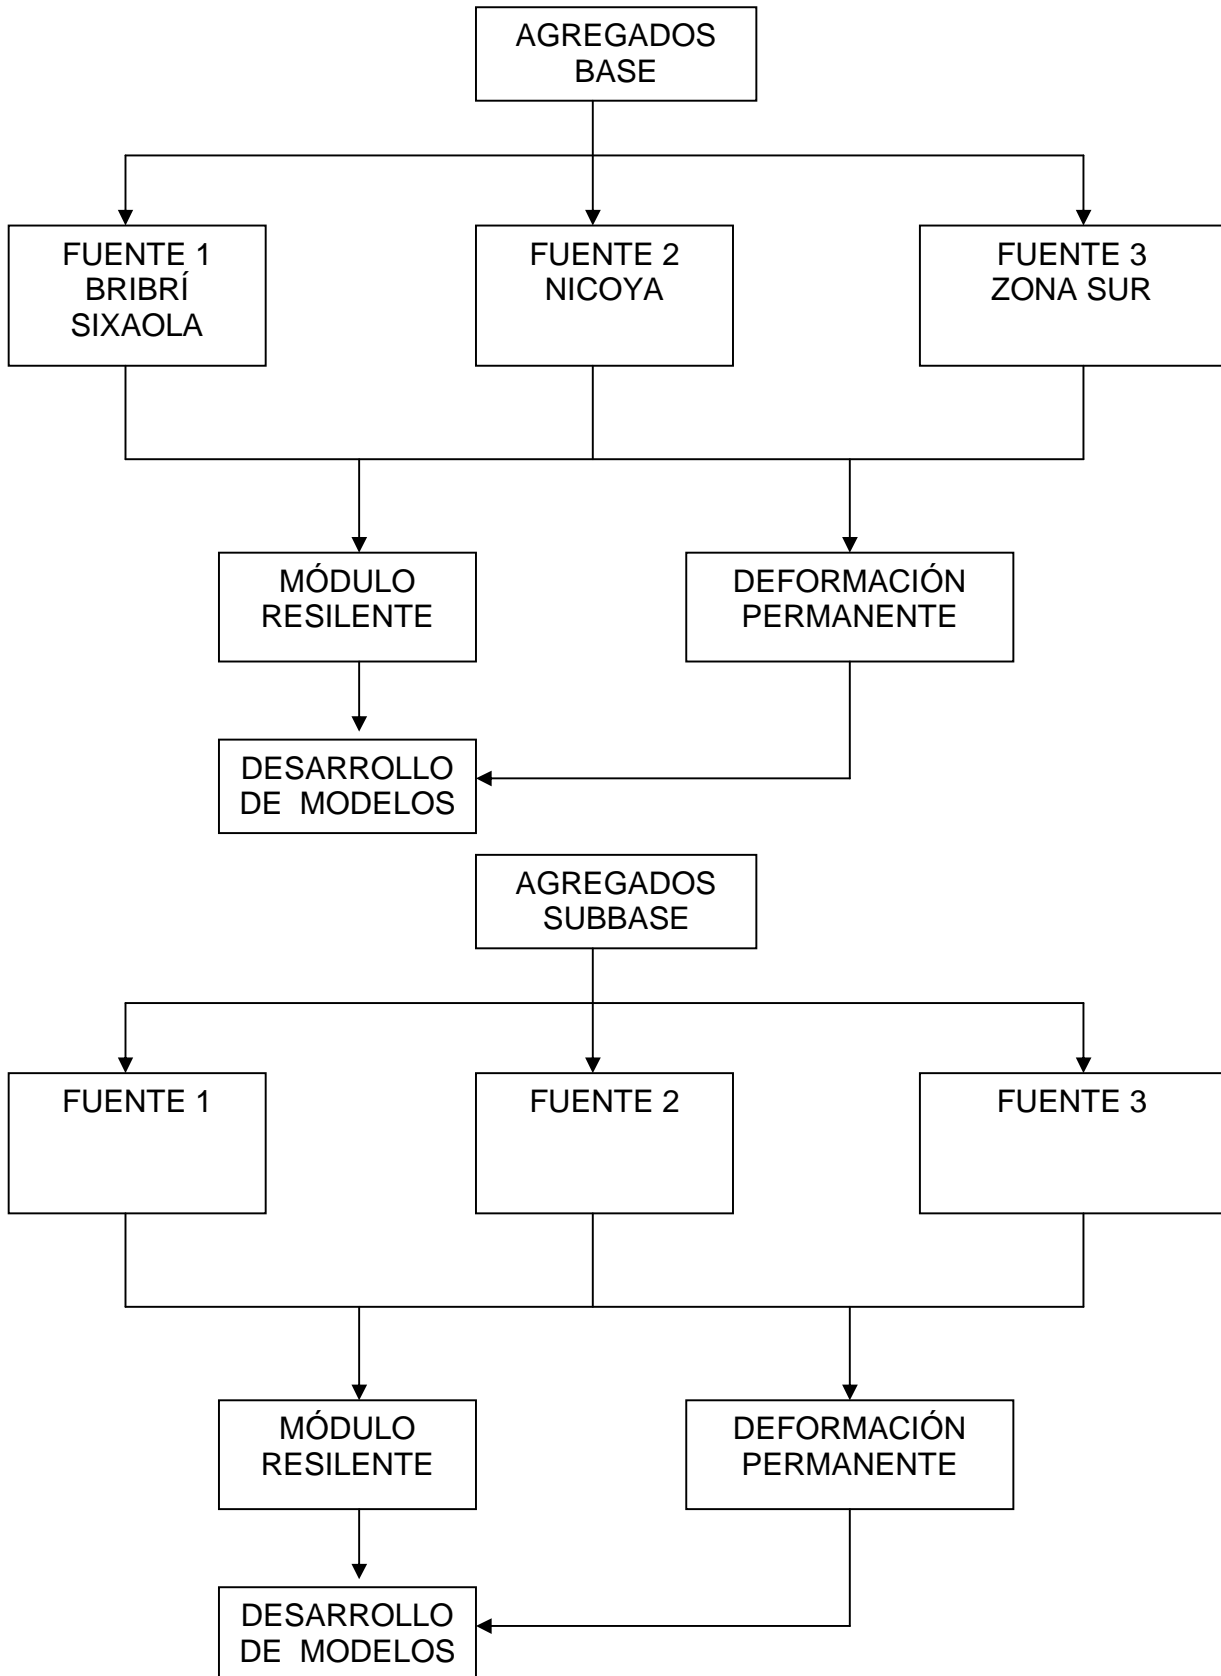 AGREGADOS
BASE
FUENTE 1
BRIBRÍ
SIXAOLA
FUENTE 2
NICOYA
FUENTE 3
ZONA SUR
MÓDULO
RESILENTE
DEFORMACIÓN
PERMANENTE
DESARROLLO
DE MODELOS
AGREGADOS
SUBBASE
FUENTE 1
FUENTE 2
FUENTE 3
MÓDULO
RESILENTE
DEFORMACIÓN
PERMANENTE
DESARROLLO
DE MODELOS